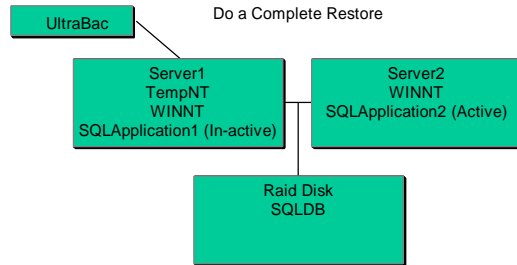 Do a Complete Restore
UltraBac
Server1
TempNT
WINNT
SQLApplication1 (In-active)
Server2
WINNT
SQLApplication2 (Active)
Raid Disk
SQLDB